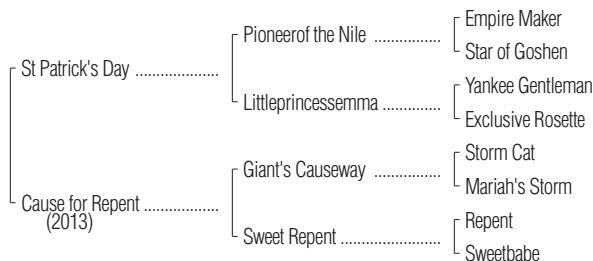 Empire Maker
Pioneerof the Nile ................
Star of Goshen
St Patrick's Day ...................
Yankee Gentleman
Littleprincessemma ..............
Exclusive Rosette
Storm Cat
Giant's Causeway ................
Mariah's Storm
Cause for Repent .................
(2013)
Repent
Sweet Repent .......................
Sweetbabe